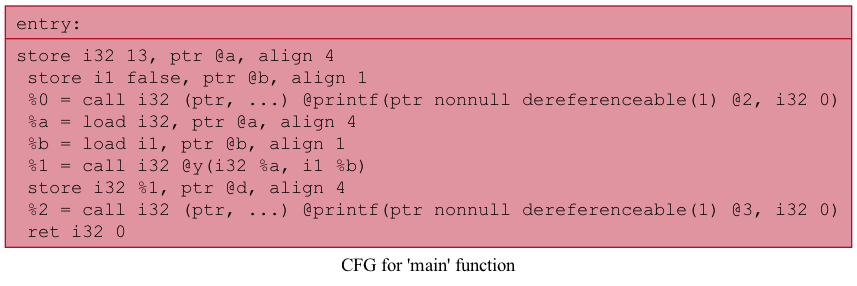 entry:
store i32 13, ptr @a, align 4
store i1 false, ptr @b, align 1
%0 = call i32 (ptr, ...) @printf(ptr nonnull dereferenceable(1) @2, i32 0)
%a = load i32, ptr @a, align 4
%b = load i1, ptr @b, align 1
%1 = call i32 @y(i32 %a, i1 %b)
store i32 %1, ptr @d, align 4
%2 = call i32 (ptr, ...) @printf(ptr nonnull dereferenceable(1) @3, i32 0)
ret i32 0
CFG for 'main' function